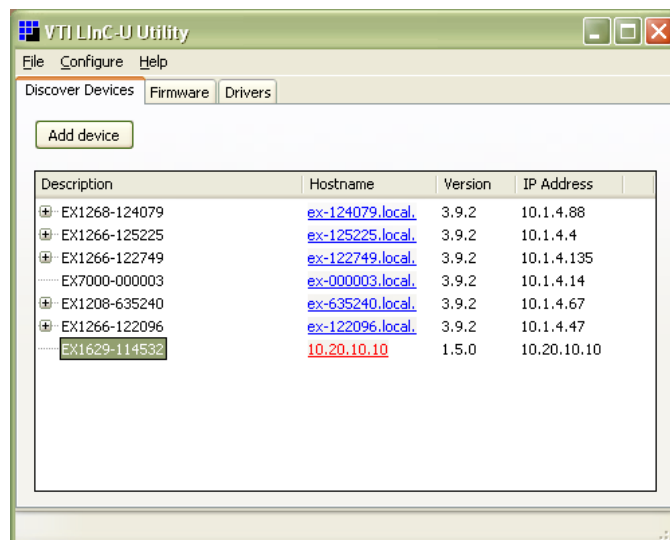 VTI LInC-U Utility
File Configure Help
Discover Devices Firmware Drivers
Add device
Description Hostname Version IP Address
EX1268-124079 ex-124079.local. 3.9.2 10.1.4.88
EX1266-125225 ex-125225.local. 3.9.2 10.1.4.4
EX1266-122749 ex-122749.local. 3.9.2 10.1.4.135
EX7000-000003 ex-000003.local. 3.9.2 10.1.4.14
EX1208-635240 ex-635240.local. 3.9.2 10.1.4.67
EX1266-122096 ex-122096.local. 3.9.2 10.1.4.47
EX1629-114532 10.20.10.10 1.5.0 10.20.10.10